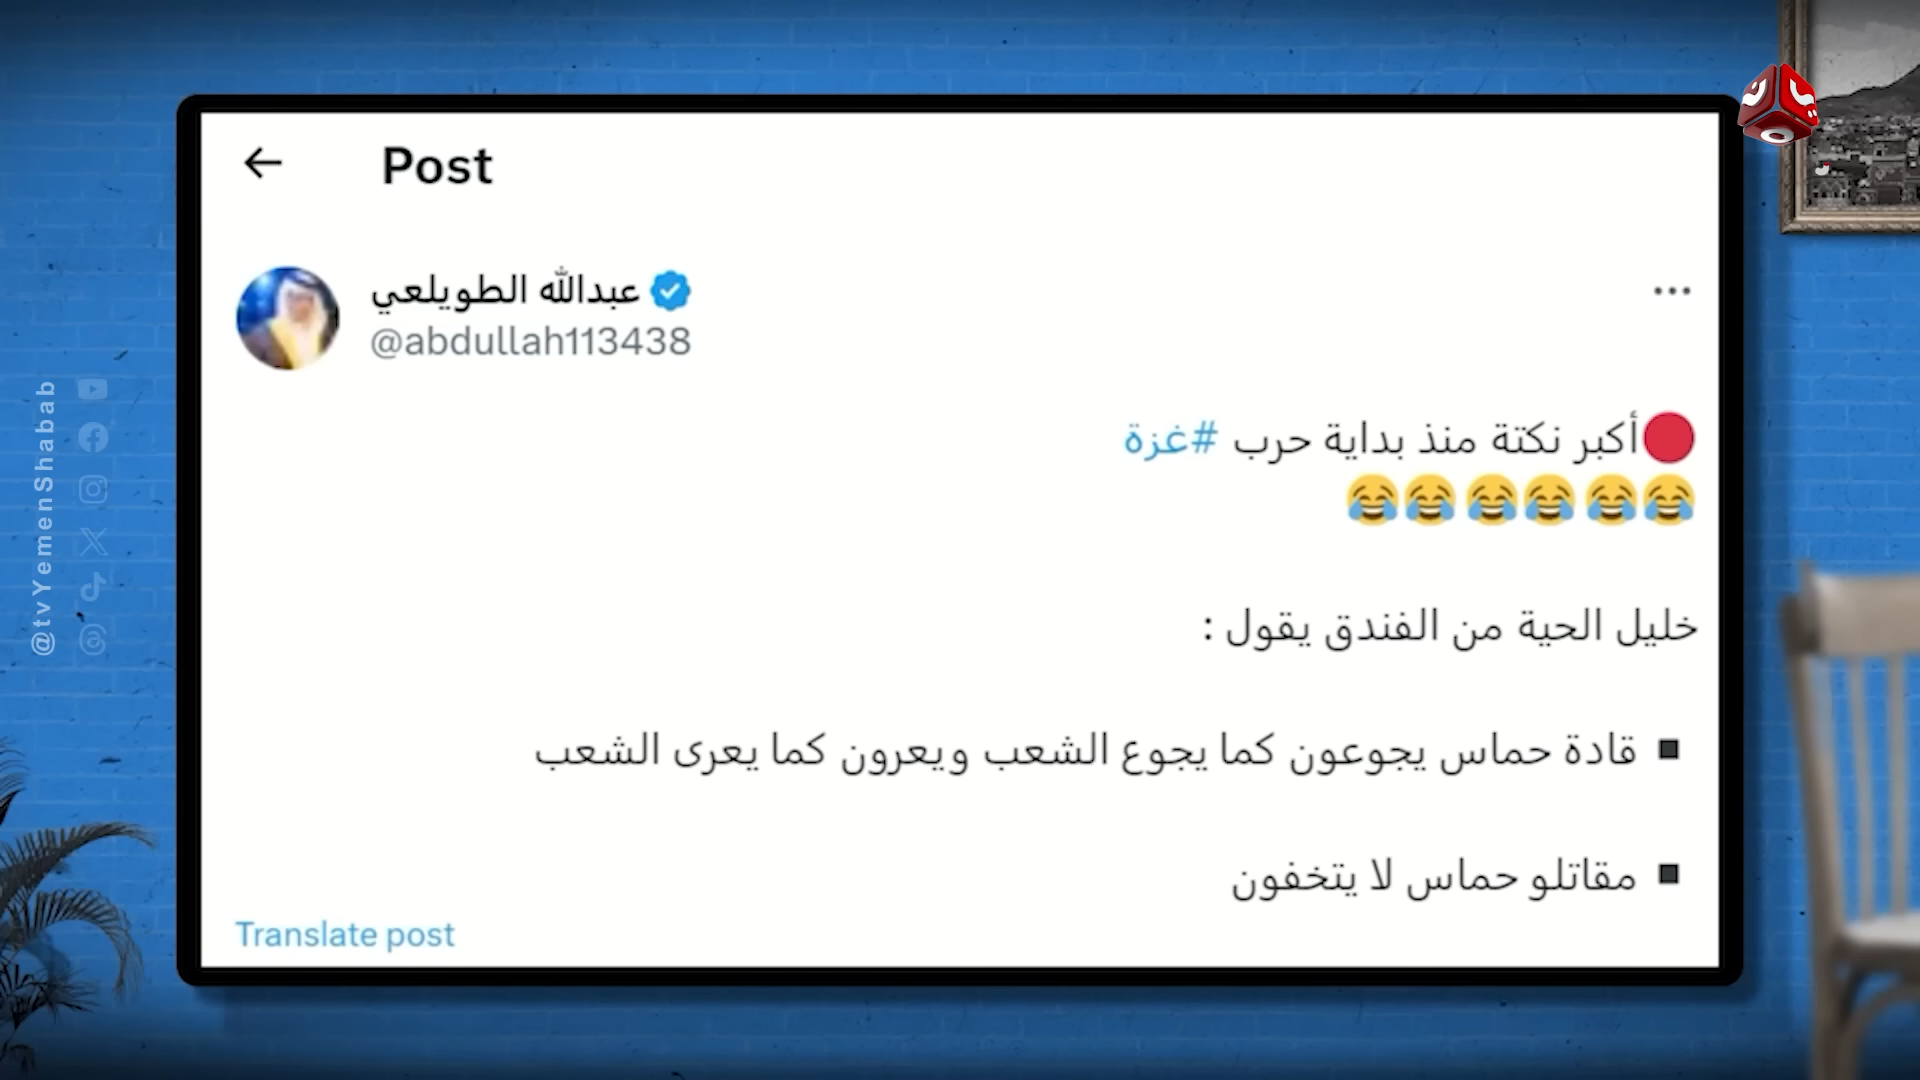 Post
عبدالله الطويلعي
@abdullah113438
أكبر نكتة منذ بداية حرب #غزة
😂😂😂😂😂😂
خليل الحية من الفندق يقول :
▪ قادة حماس يجوعون كما يجوع الشعب ويعرون كما يعرى الشعب
▪ مقاتلو حماس لا يتخفون
Translate post
@tvYemenShabab